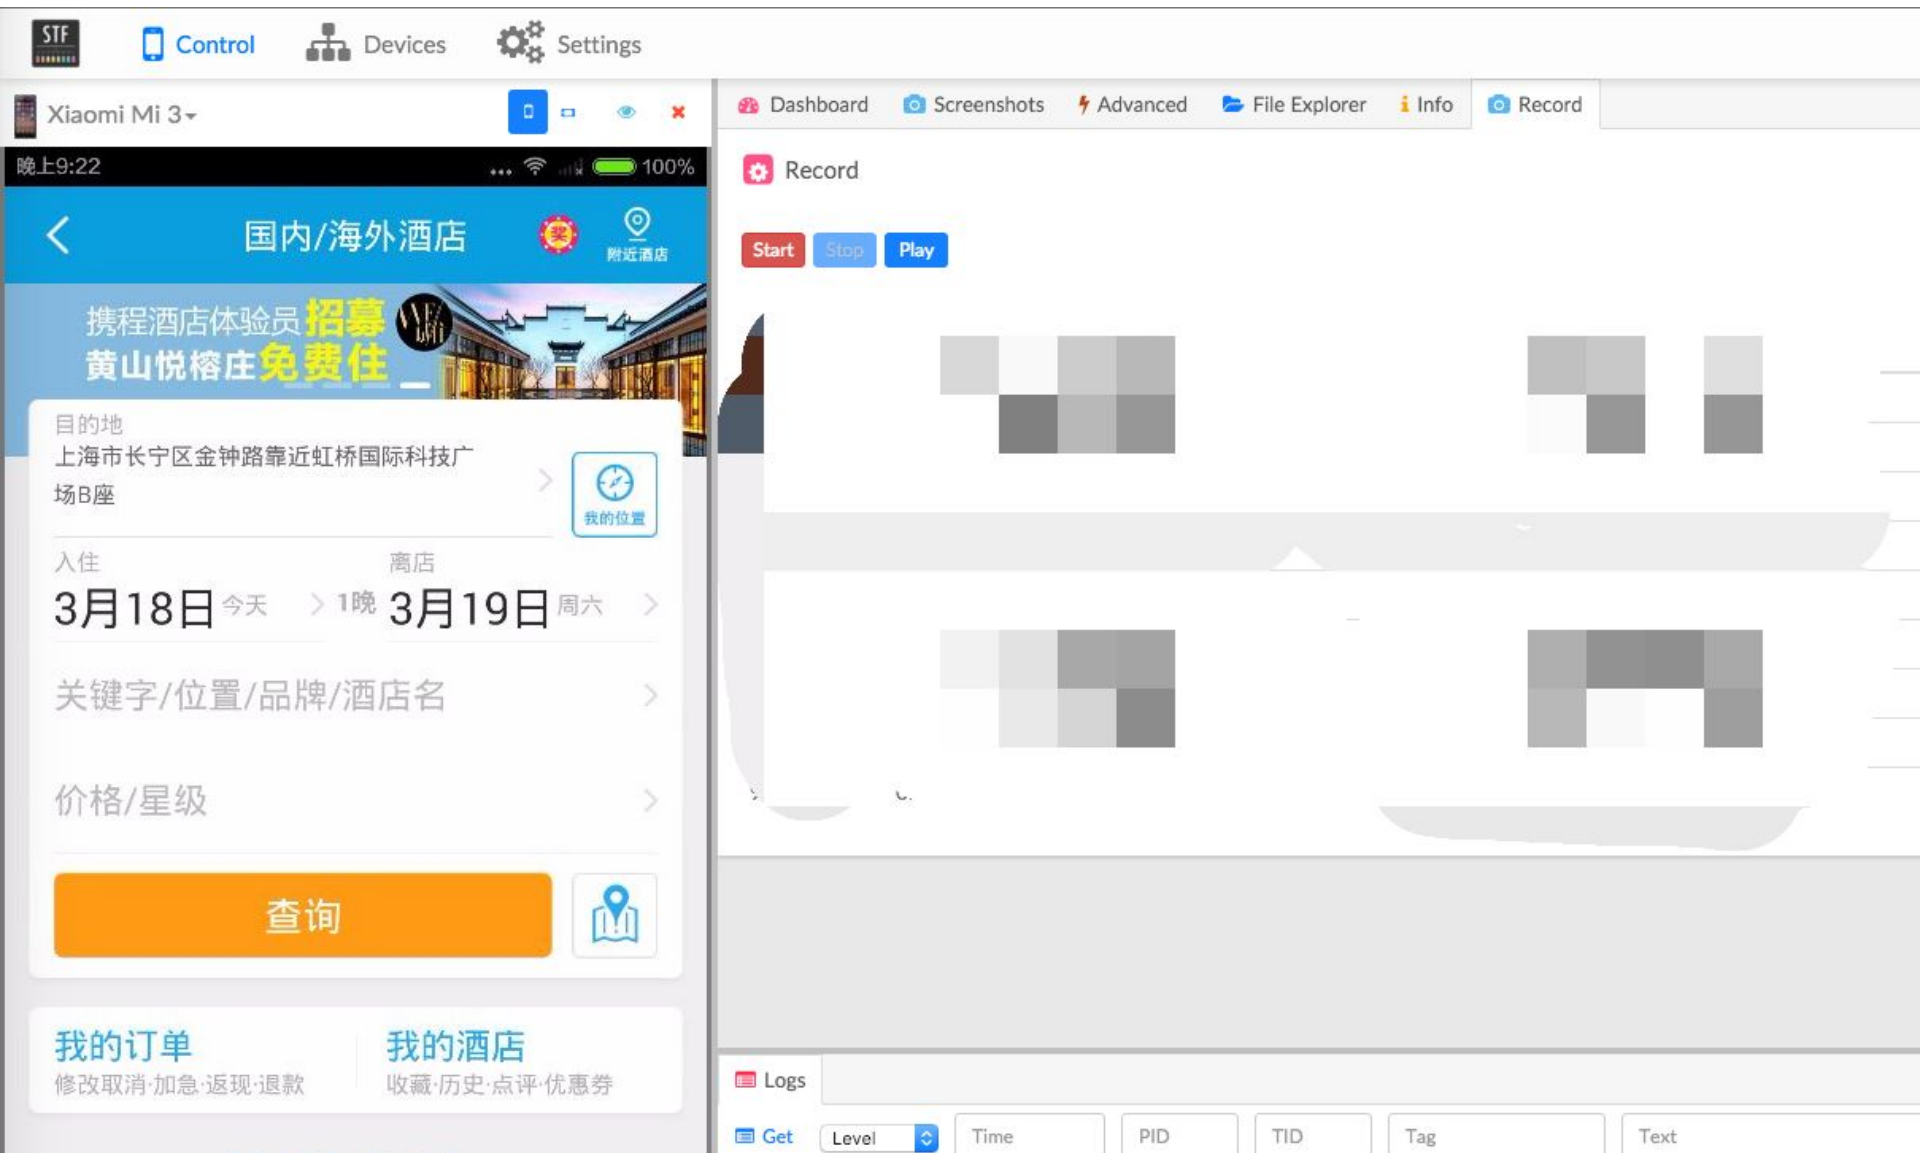 STF
Control
Devices
Settings
Xiaomi Mi 3
Dashboard
Screenshots
Advanced
File Explorer
Info
Record
晚上9:22
100%
Record
国内/海外酒店
奖
附近酒店
Start
Stop
Play
携程酒店体验员招募
黄山悦榕庄免费住
目的地
上海市长宁区金钟路靠近虹桥国际科技广
场B座
我的位置
入住
离店
3月18日 今天
1晚
3月19日 周六
关键字/位置/品牌/酒店名
价格/星级
查询
我的订单
修改取消·加急·返现·退款
我的酒店
收藏·历史·点评·优惠券
Logs
Get
Level
Time
PID
TID
Tag
Text